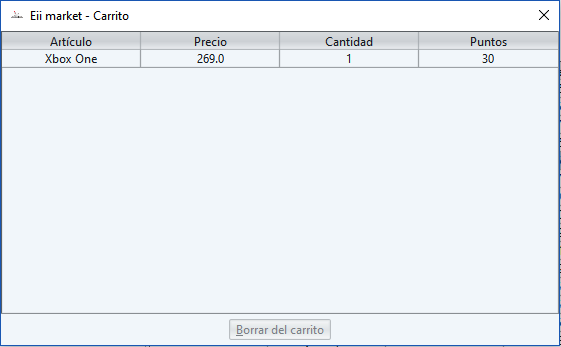 Eii market - Carrito
Artículo Precio Cantidad Puntos
Xbox One 269.0 1 30
Borrar del carrito